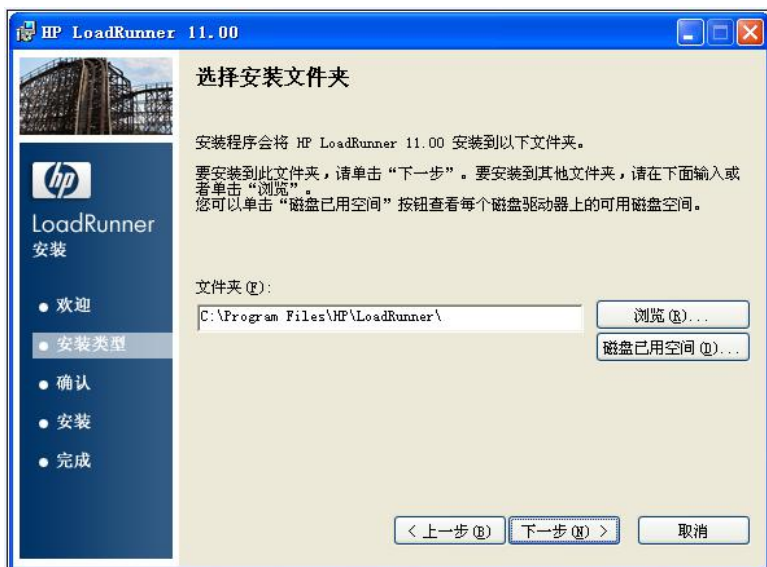 HP LoadRunner 11.00
选择安装文件夹
安装程序会将 HP LoadRunner 11.00 安装到以下文件夹。
要安装到此文件夹，请单击“下一步”。要安装到其他文件夹，请在下面输入或
者单击“浏览”。
您可以单击“磁盘已用空间”按钮查看每个磁盘驱动器上的可用磁盘空间。
hp
LoadRunner
安装
欢迎
安装类型
确认
安装
完成
文件夹(F):
C:\Program Files\HP\LoadRunner\
浏览(R)...
磁盘已用空间(D)...
< 上一步(B)
下一步(N) >
取消